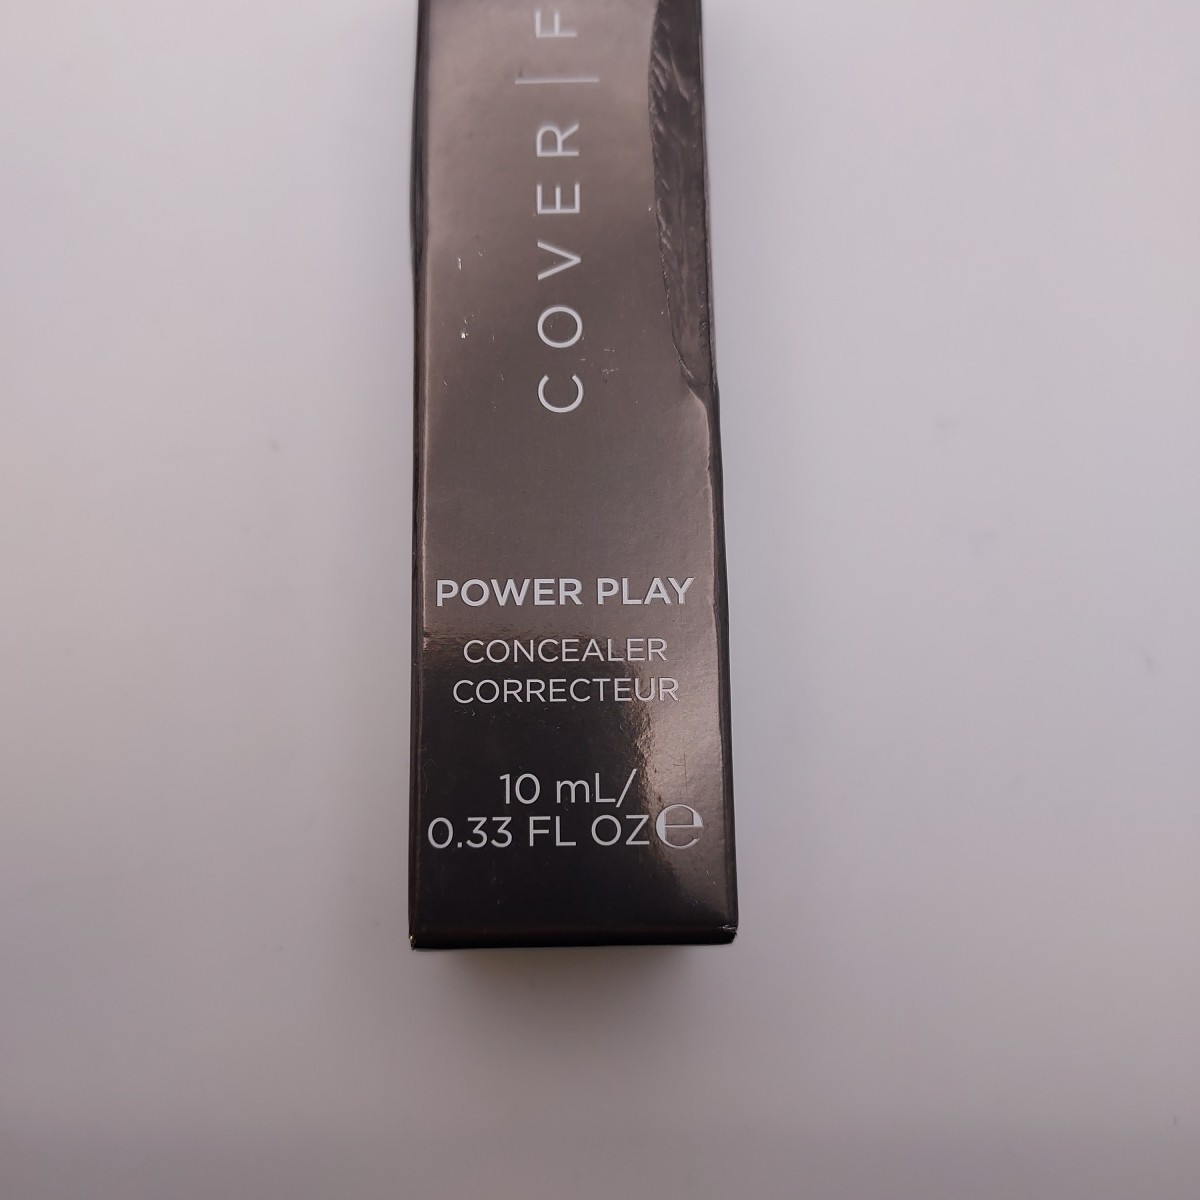 COVER | F
POWER PLAY
CONCEALER
CORRECTEUR
10 mL/
0.33 FL OZ ℮